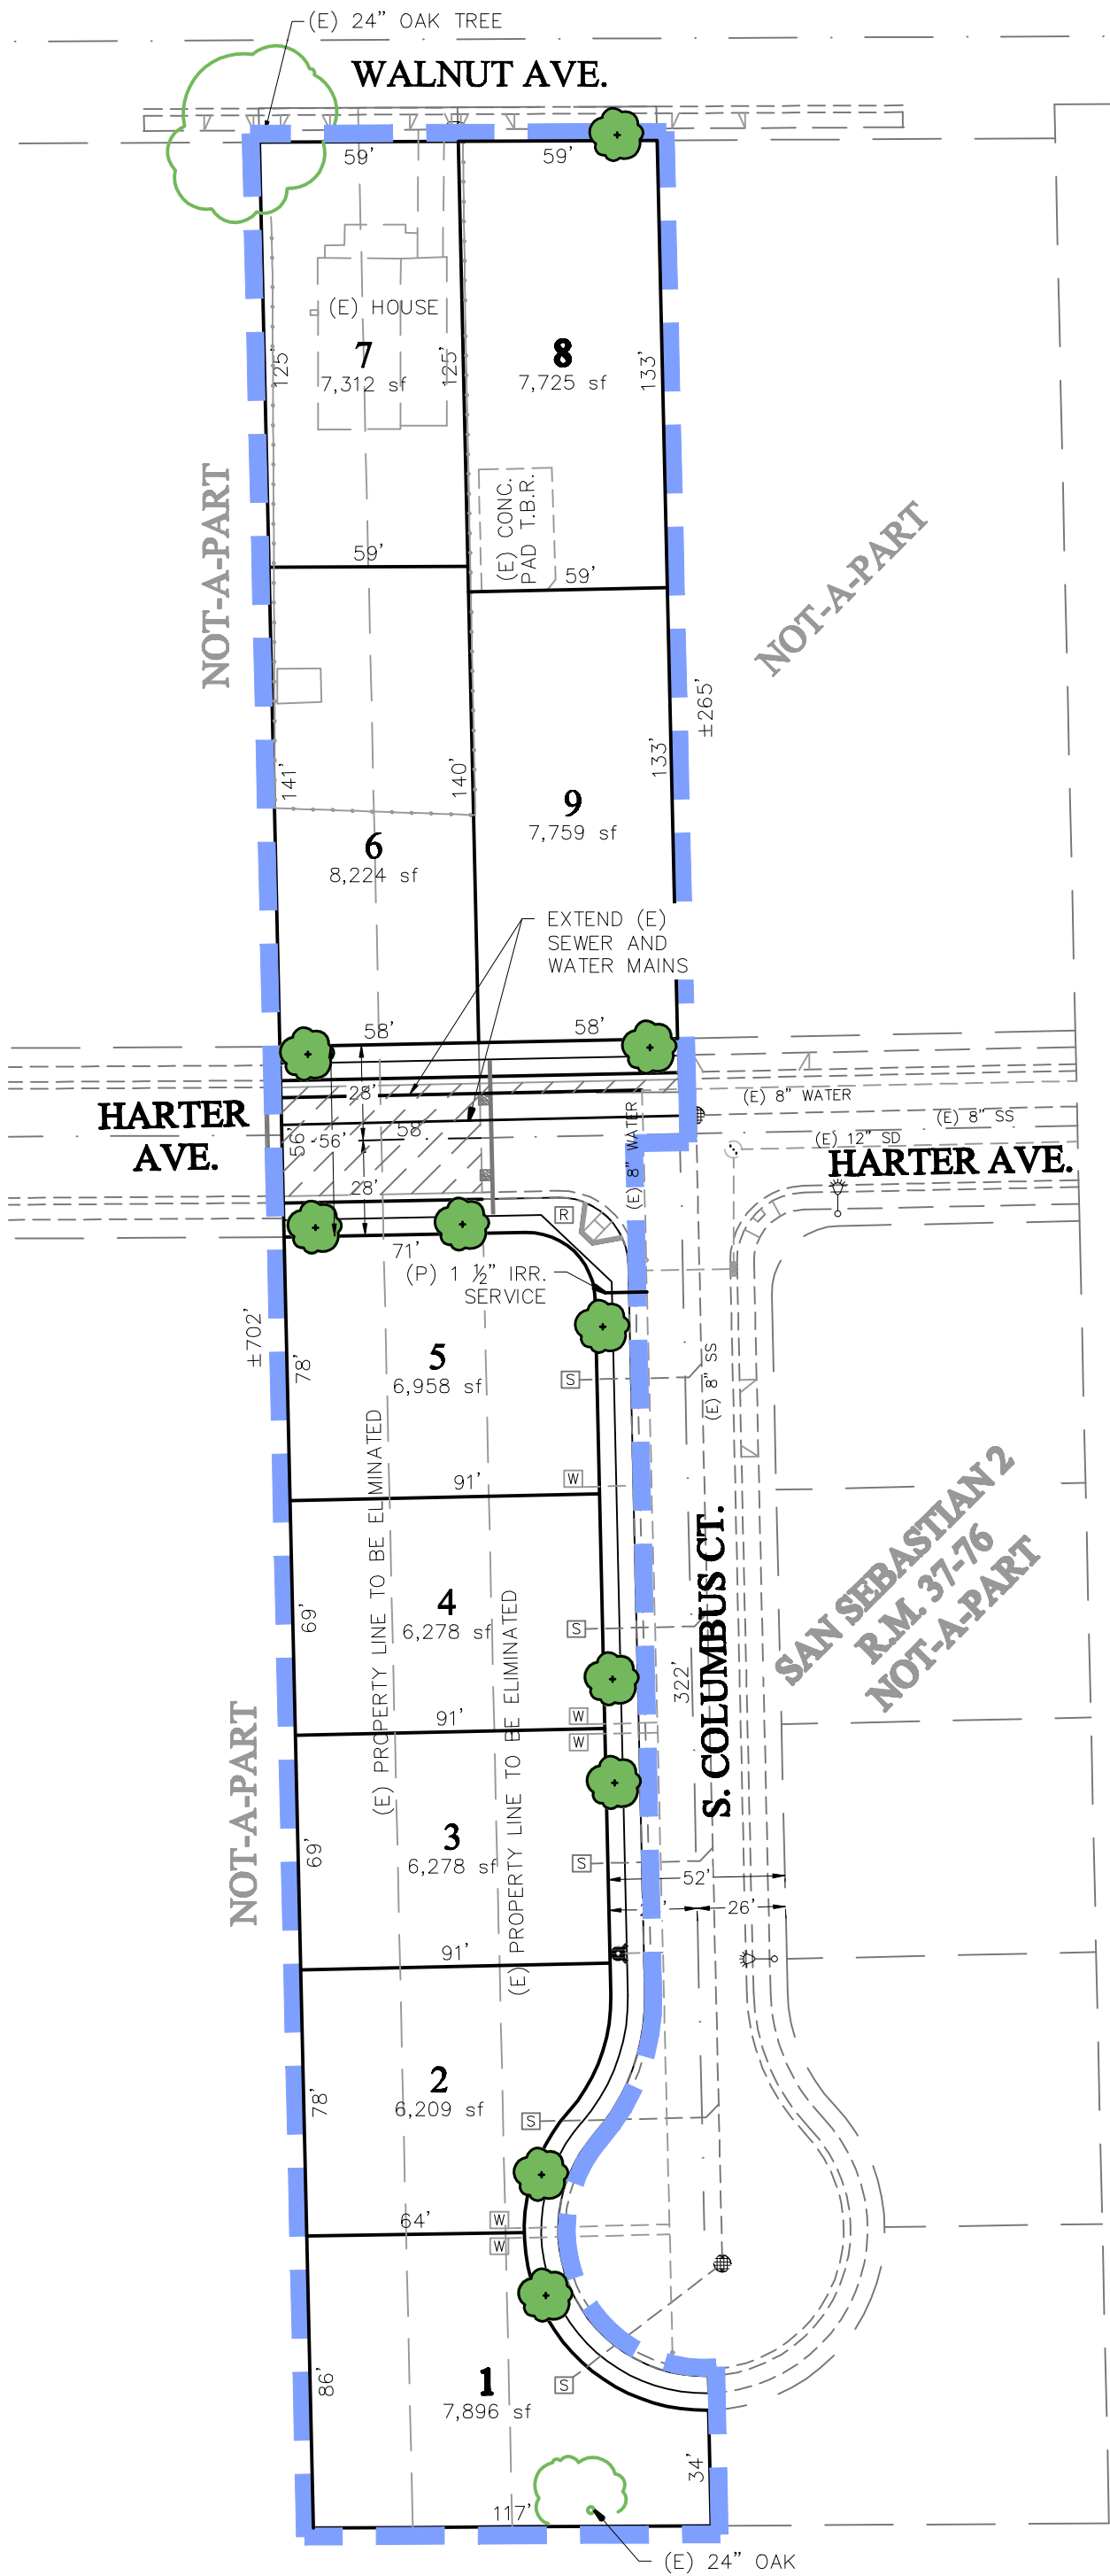 (E) 24" OAK TREE
WALNUT AVE.
59'
59'
(E) HOUSE
7
7,312 sf
125'
125'
8
7,725 sf
133'
NOT-A-PART
(E) CONC.
PAD T.B.R.
59'
59'
NOT-A-PART
±265'
141'
140'
133'
9
7,759 sf
6
8,224 sf
EXTEND (E)
SEWER AND
WATER MAINS
58'
58'
HARTER
AVE.
28'
56'
56'
58'
28'
(E) 8" WATER
(E) 8" WATER
(E) 8" SS
(E) 12" SD
HARTER AVE.
R
71'
(P) 1 ½" IRR.
SERVICE
±702'
78'
5
6,958 sf
S
(E) 8" SS
W
91'
(E) PROPERTY LINE TO BE ELIMINATED
4
6,278 sf
69'
S
(E) PROPERTY LINE TO BE ELIMINATED
322'
S. COLUMBUS CT.
SAN SEBASTIAN 2
R.M. 37-76
NOT-A-PART
91'
W
W
NOT-A-PART
3
6,278 sf
69'
S
52'
26'
91'
2
6,209 sf
78'
S
64'
W
W
1
7,896 sf
86'
S
34'
117'
(E) 24" OAK